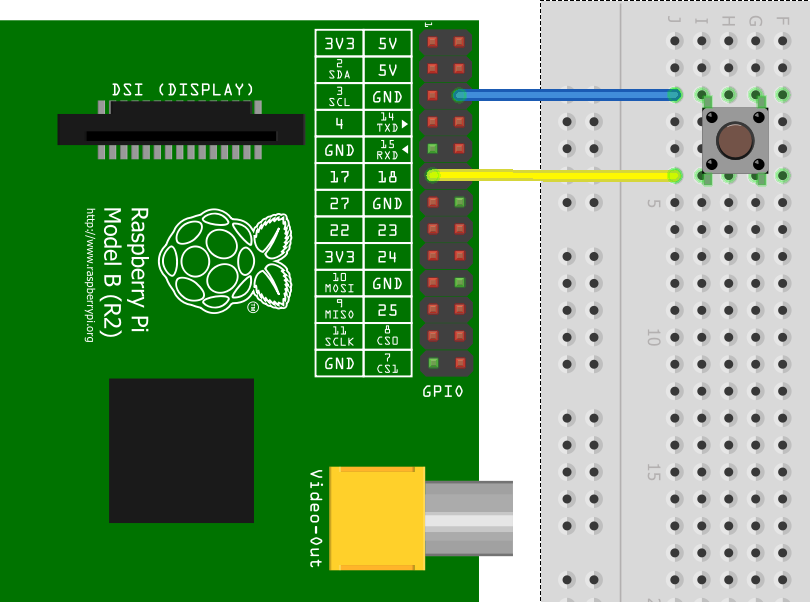 DSI (DISPLAY)
1
3V3 5V
2 SDA 5V
3 SCL GND
4 14 TXD
GND 15 RXD
17 18
27 GND
22 23
3V3 24
10 MOSI GND
9 MISO 25
11 SCLK 8 CS0
GND 7 CS1
GPIO
Raspberry Pi
Model B (R2)
http://www.raspberrypi.org
TM
Video-Out
J I H G F
5
10
15